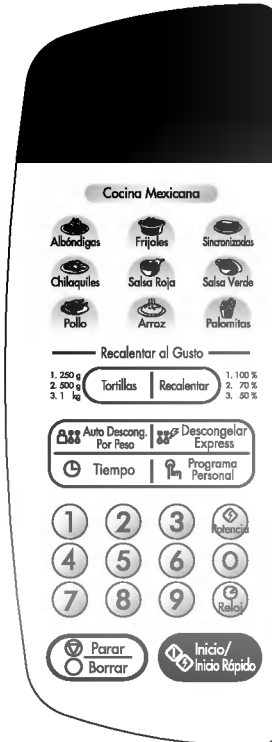 Cocina Mexicana
Albóndigas Frijoles Sincronizadas
Chilaquiles Salsa Roja Salsa Verde
Pollo Arroz Palomitas
Recalentar al Gusto
1. 250 g
2. 500 g
3. 1 kg
Tortillas Recalentar
1. 100 %
2. 70 %
3. 50 %
Auto Descong.
Por Peso
Descongelar
Express
Tiempo
Programa
Personal
1 2 3 Potencia
4 5 6 0
7 8 9 Reloj
Parar
Borrar
Inicio/
Inicio Rápido